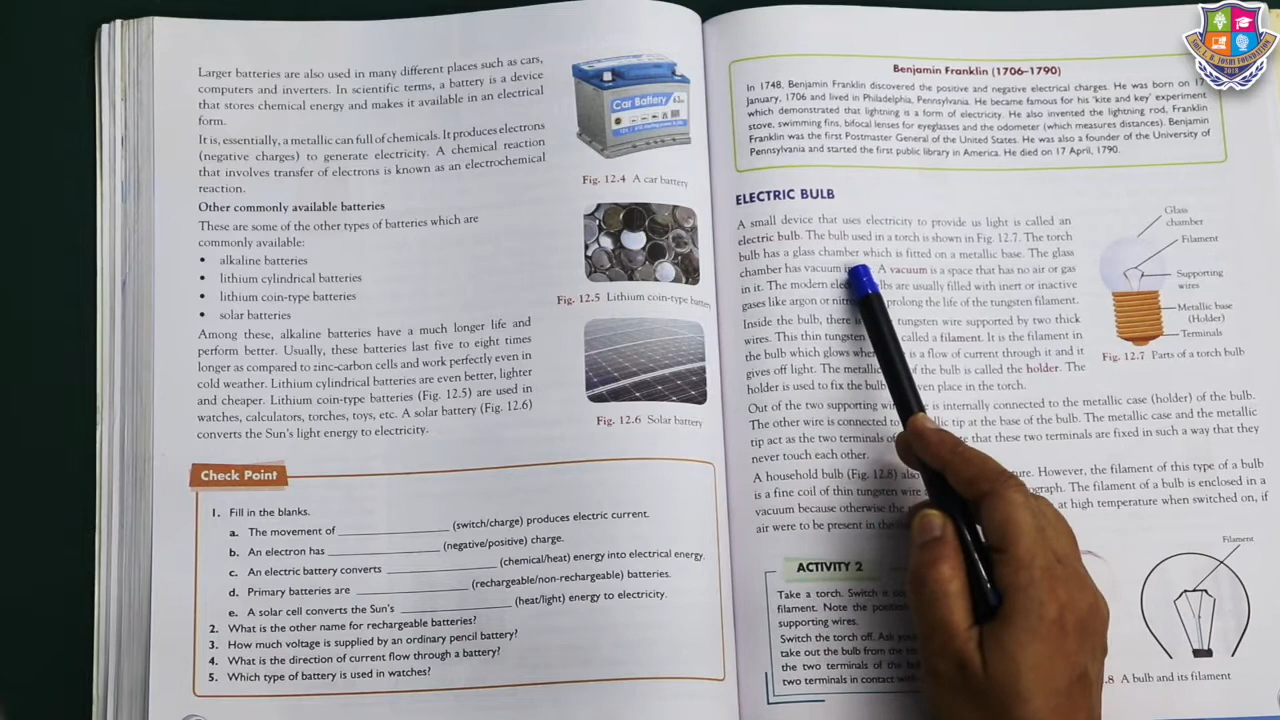 Larger batteries are also used in many different places such as cars,
computers and inverters. In scientific terms, a battery is a device
that stores chemical energy and makes it available in an electrical
form.
It is, essentially, a metallic can full of chemicals. It produces electrons
(negative charges) to generate electricity. A chemical reaction
that involves transfer of electrons is known as an electrochemical
reaction.
Other commonly available batteries
These are some of the other types of batteries which are
commonly available:
• alkaline batteries
• lithium cylindrical batteries
• lithium coin-type batteries
• solar batteries
Among these, alkaline batteries have a much longer life and
perform better. Usually, these batteries last five to eight times
longer as compared to zinc-carbon cells and work perfectly even in
cold weather. Lithium cylindrical batteries are even better, lighter
and cheaper. Lithium coin-type batteries (Fig. 12.5) are used in
watches, calculators, torches, toys, etc. A solar battery (Fig. 12.6)
converts the Sun's light energy to electricity.
Car Battery
Fig. 12.4 A car battery
Fig. 12.5 Lithium coin-type battery
Fig. 12.6 Solar battery
Check Point
1. Fill in the blanks.
a. The movement of ____________ (switch/charge) produces electric current.
b. An electron has ____________ (negative/positive) charge.
c. An electric battery converts ____________ (chemical/heat) energy into electrical energy.
d. Primary batteries are ____________ (rechargeable/non-rechargeable) batteries.
e. A solar cell converts the Sun's ____________ (heat/light) energy to electricity.
2. What is the other name for rechargeable batteries?
3. How much voltage is supplied by an ordinary pencil battery?
4. What is the direction of current flow through a battery?
5. Which type of battery is used in watches?
Benjamin Franklin (1706–1790)
In 1748, Benjamin Franklin discovered the positive and negative electrical charges. He was born on 17
January, 1706 and lived in Philadelphia, Pennsylvania. He became famous for his 'kite and key' experiment
which demonstrated that lightning is a form of electricity. He also invented the lightning rod, Franklin
stove, swimming fins, bifocal lenses for eyeglasses and the odometer (which measures distances). Benjamin
Franklin was the first Postmaster General of the United States. He was also a founder of the University of
Pennsylvania and started the first public library in America. He died on 17 April, 1790.
ELECTRIC BULB
A small device that uses electricity to provide us light is called an
electric bulb. The bulb used in a torch is shown in Fig. 12.7. The torch
bulb has a glass chamber which is fitted on a metallic base. The glass
chamber has vacuum in A vacuum is a space that has no air or gas
in it. The modern bulbs are usually filled with inert or inactive
gases like argon or prolong the life of the tungsten filament.
Inside the bulb, there tungsten wire supported by two thick
wires. This thin tungsten called a filament. It is the filament in
the bulb which glows is a flow of current through it and it
gives off light. The metallic of the bulb is called the holder. The
holder is used to fix the bulb place in the torch.
Out of the two supporting is internally connected to the metallic case (holder) of the bulb.
The other wire is connected to tip at the base of the bulb. The metallic case and the metallic
tip act as the two terminals of that these two terminals are fixed in such a way that they
never touch each other.
A household bulb (Fig. 12.8) However, the filament of this type of a bulb
is a fine coil of thin tungsten wire The filament of a bulb is enclosed in a
vacuum because otherwise the at high temperature when switched on, if
air were to be present in the
Glass
chamber
Filament
Supporting
wires
Metallic base
(Holder)
Terminals
Fig. 12.7 Parts of a torch bulb
ACTIVITY 2
Take a torch. Switch it
filament. Note the
supporting wires.
Switch the torch off. Ask
take out the bulb from the
the two terminals of the
two terminals in contact
Filament
.8 A bulb and its filament
2018